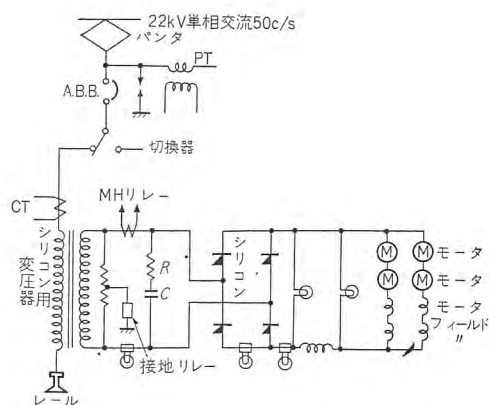 22kV単相交流50c/s
パンタ
PT
A.B.B.
切換器
CT
MHリレー
シリコン用
変圧器
R
C
シリコン
M
M
モータ
M
M
モータ
モータ
フィールド
〃
接地リレー
レール